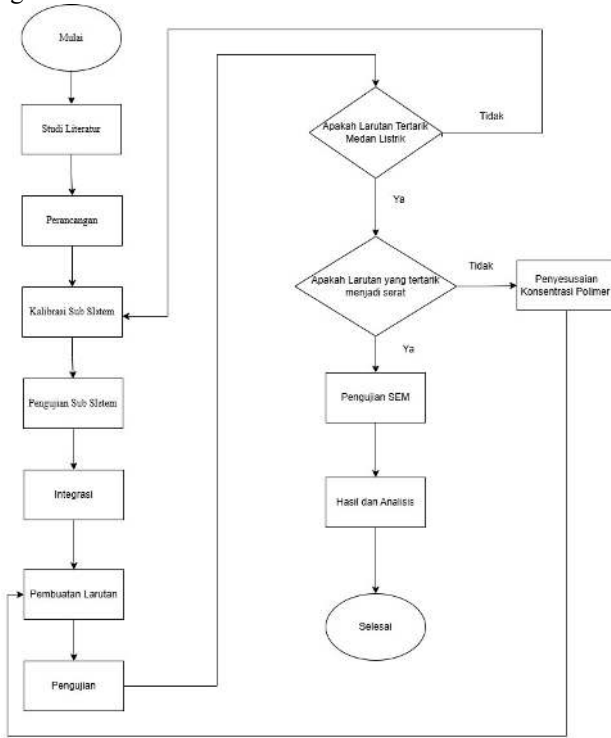 Mulai
Studi Literatur
Perancangan
Kalibrasi Sub SIstem
Pengujian Sub SIstem
Integrasi
Pembuatan Larutan
Pengujian
Apakah Larutan Tertarik
Medan Listrik
Tidak
Ya
Apakah Larutan yang tertarik
menjadi serat
Tidak
Penyesusaian
Konsentrasi Polimer
Ya
Pengujian SEM
Hasil dan Analisis
Selesai